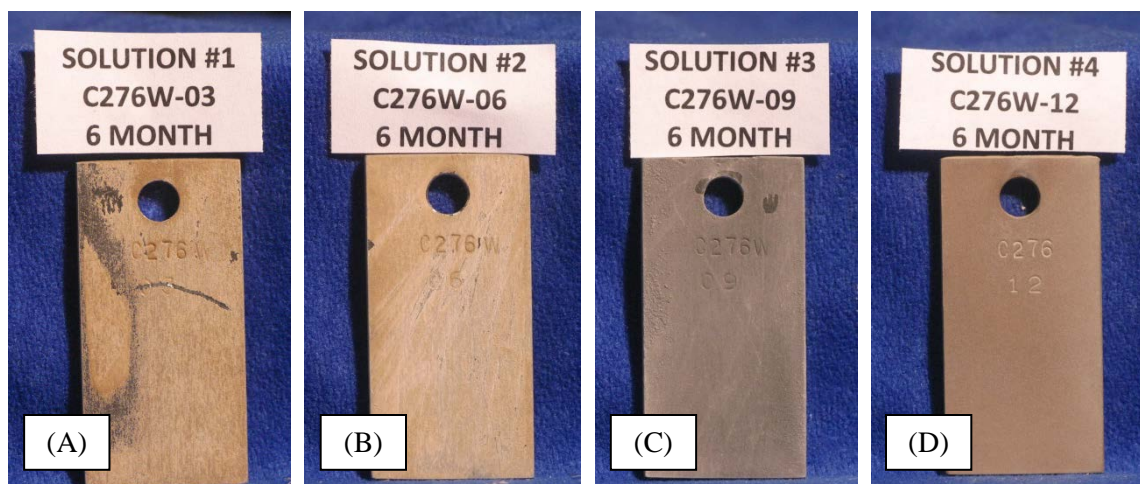 SOLUTION #1
C276W-03
6 MONTH
C276W
(A)
SOLUTION #2
C276W-06
6 MONTH
C276W
06
(B)
SOLUTION #3
C276W-09
6 MONTH
C276W
09
(C)
SOLUTION #4
C276W-12
6 MONTH
C276
12
(D)